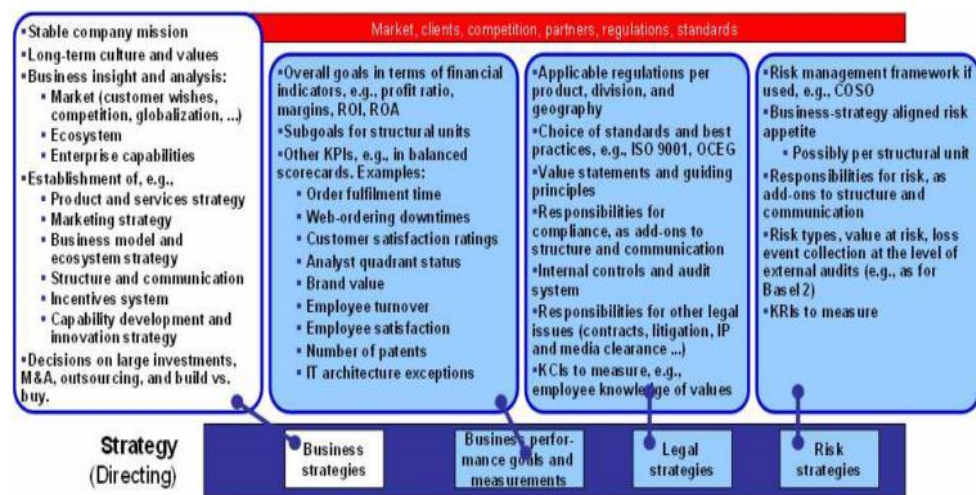 Market, clients, competition, partners, regulations, standards
▪Stable company mission
▪Long-term culture and values
▪Business insight and analysis:
▪ Market (customer wishes,
competition, globalization, ...)
▪ Ecosystem
▪ Enterprise capabilities
▪Establishment of, e.g.,
▪ Product and services strategy
▪ Marketing strategy
▪ Business model and
ecosystem strategy
▪ Structure and communication
▪ Incentives system
▪ Capability development and
innovation strategy
▪Decisions on large investments,
M&A, outsourcing, and build vs.
buy.
▪Overall goals in terms of financial
indicators, e.g., profit ratio,
margins, ROI, ROA
▪Subgoals for structural units
▪Other KPIs, e.g., in balanced
scorecards. Examples:
▪ Order fulfilment time
▪ Web-ordering downtimes
▪ Customer satisfaction ratings
▪ Analyst quadrant status
▪ Brand value
▪ Employee turnover
▪ Employee satisfaction
▪ Number of patents
▪ IT architecture exceptions
▪Applicable regulations per
product, division, and
geography
▪Choice of standards and best
practices, e.g., ISO 9001, OCEG
▪Value statements and guiding
principles
▪Responsibilities for
compliance, as add-ons to
structure and communication
▪Internal controls and audit
system
▪Responsibilities for other legal
issues (contracts, litigation, IP
and media clearance ...)
▪KCIs to measure, e.g.,
employee knowledge of values
▪Risk management framework if
used, e.g., COSO
▪Business-strategy aligned risk
appetite
▪ Possibly per structural unit
▪Responsibilities for risk, as
add-ons to structure and
communication
▪Risk types, value at risk, loss
event collection at the level of
external audits (e.g., as for
Basel 2)
▪KRIs to measure
Strategy
(Directing)
Business
strategies
Business perfor-
mance goals and
measurements
Legal
strategies
Risk
strategies